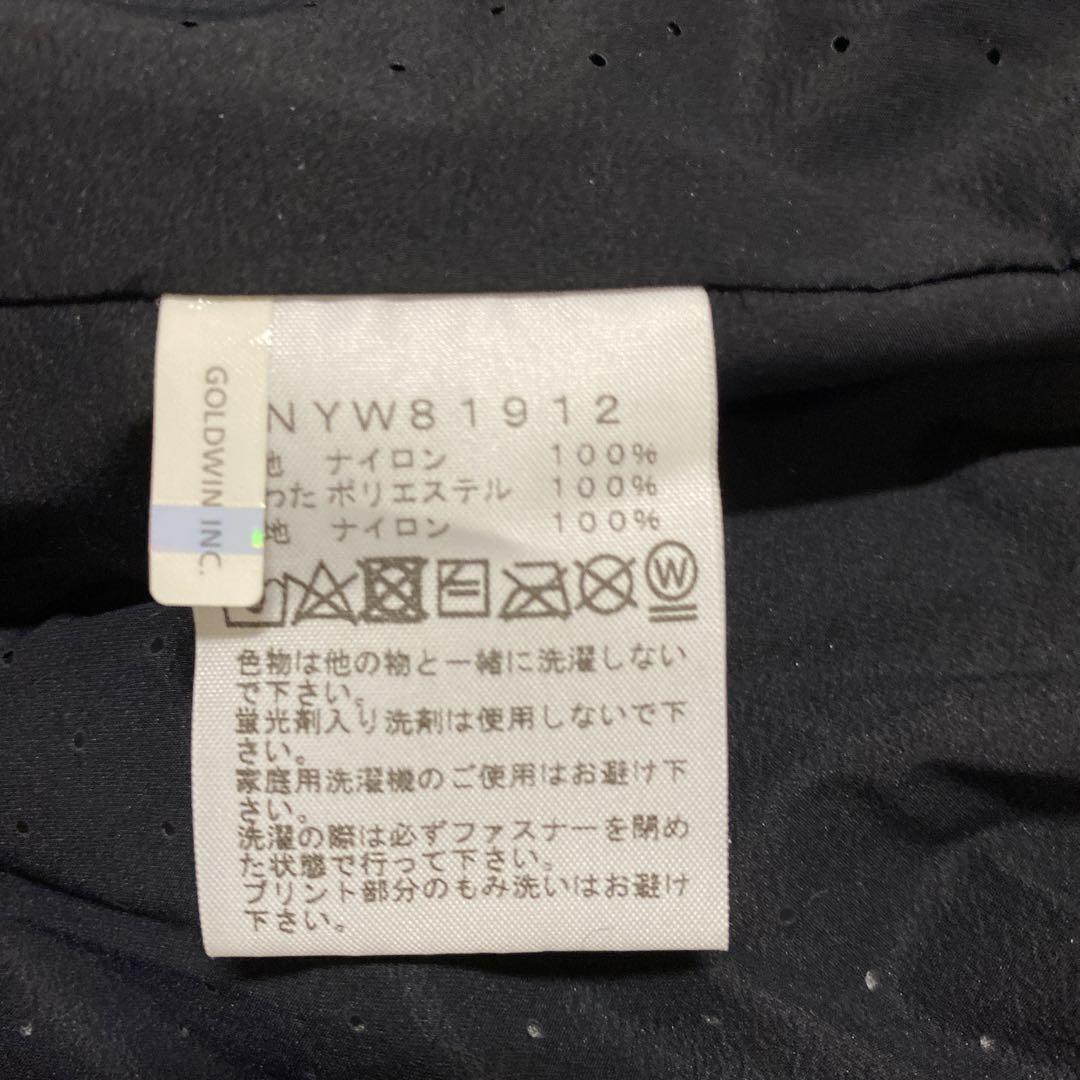 GOLDWIN INC.
NYW81912
地 ナイロン 100%
わた ポリエステル 100%
地 ナイロン 100%
W
色物は他の物と一緒に洗濯しない
で下さい。
蛍光剤入り洗剤は使用しないで下
さい。
家庭用洗濯機のご使用はお避け下
さい。
洗濯の際は必ずファスナーを閉め
た状態で行って下さい。
プリント部分のもみ洗いはお避け
下さい。